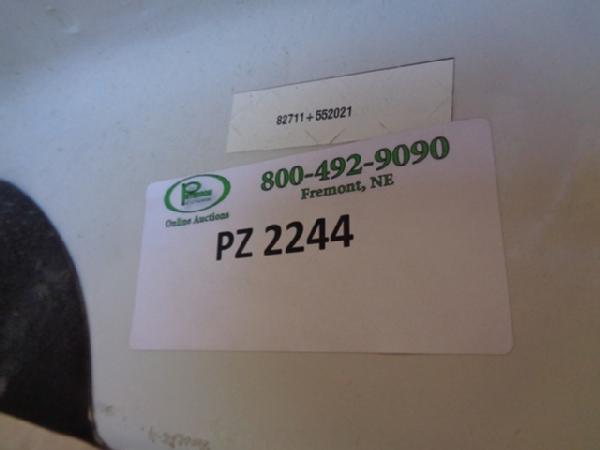 82711+552021
800-492-9090
Fremont, NE
Online Auctions
PZ 2244